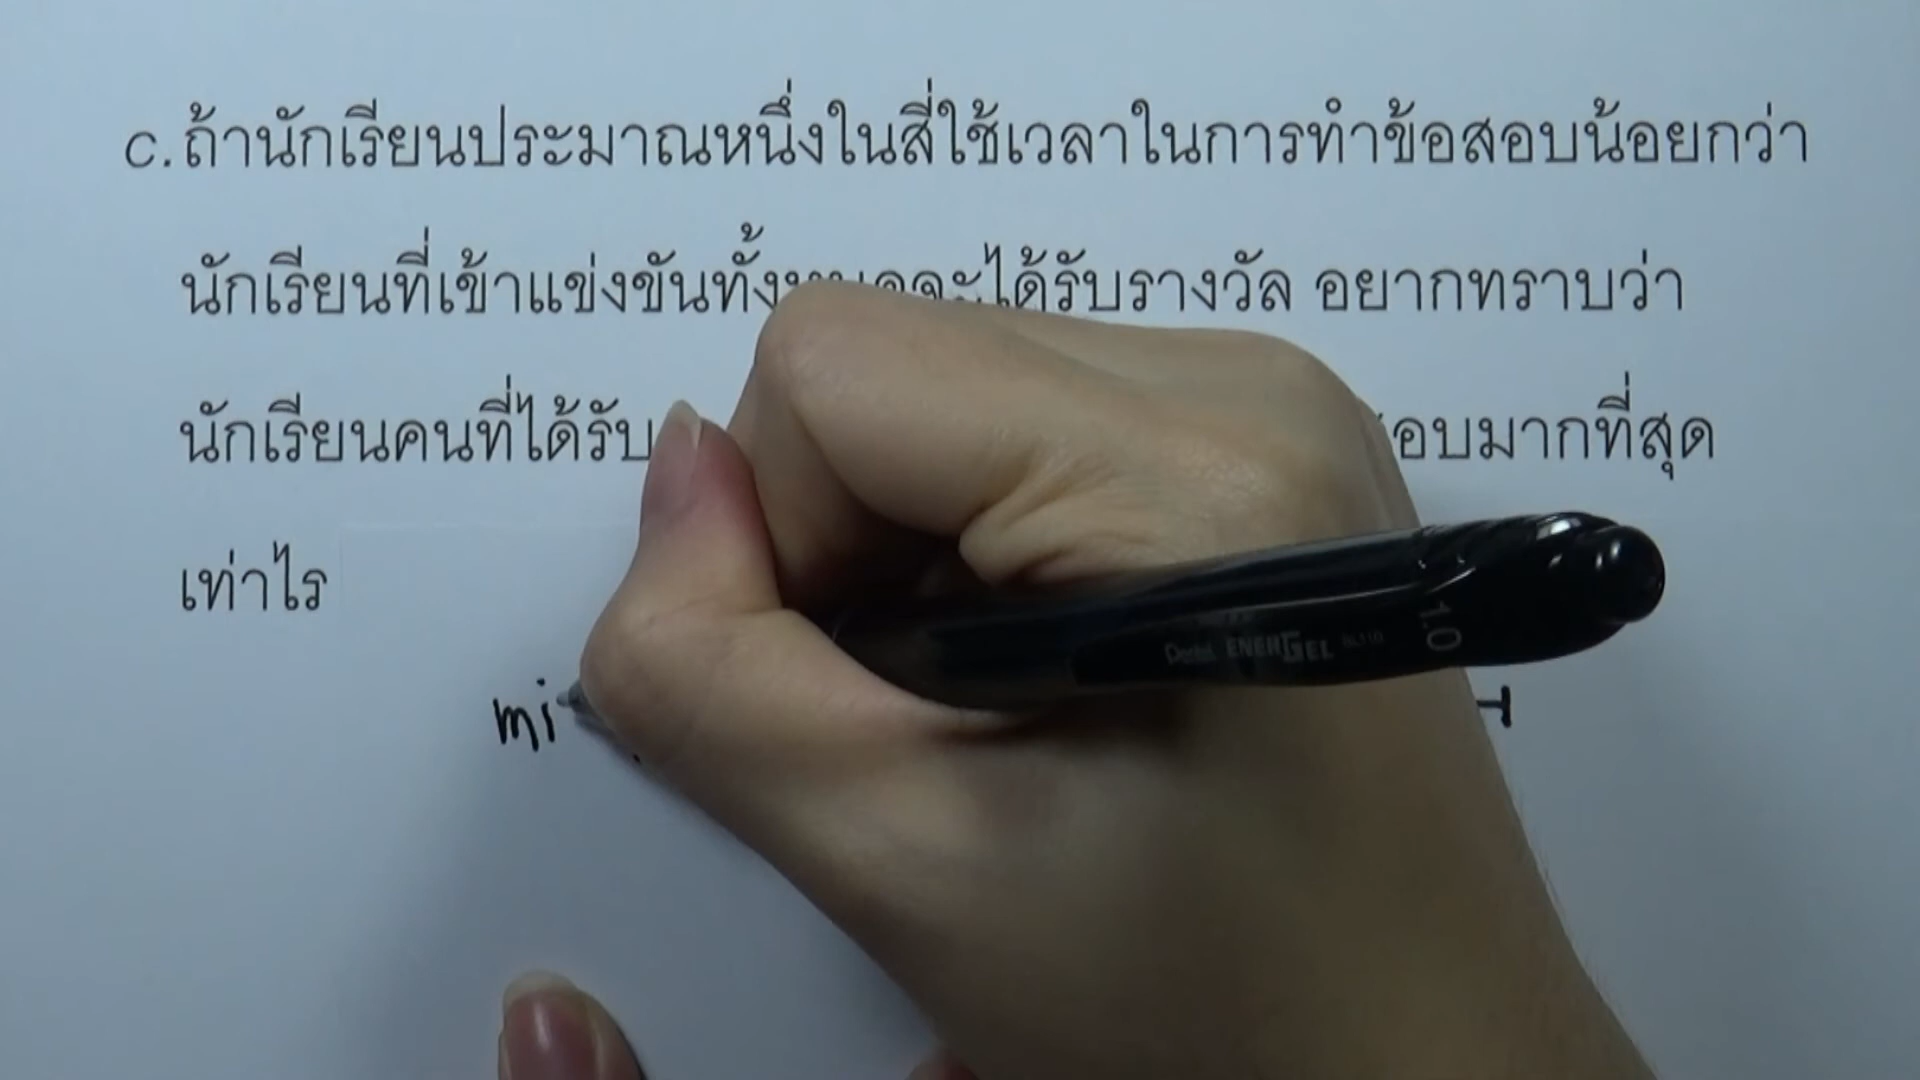 c. ถ้านักเรียนประมาณหนึ่งในสี่ใช้เวลาในการทำข้อสอบน้อยกว่า
นักเรียนที่เข้าแข่งขันทั้งหมดจะได้รับรางวัล อยากทราบว่า
นักเรียนคนที่ได้รับ อบมากที่สุด
เท่าไร
Pentel ENERGEL 1.0
mi